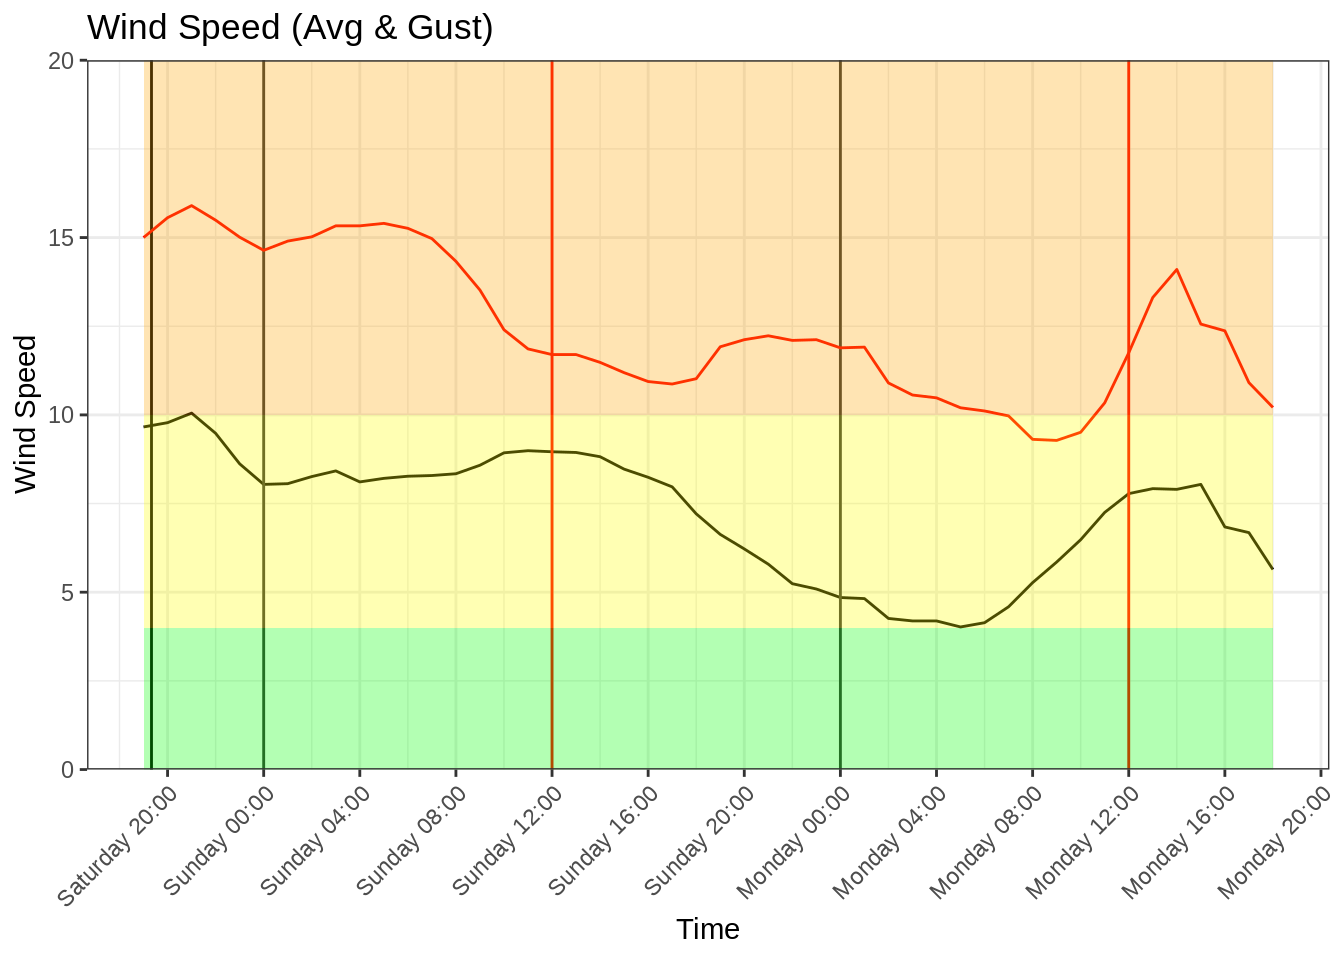 Wind Speed (Avg & Gust)
20
15
10
5
0
Wind Speed
Saturday 20:00
Sunday 00:00
Sunday 04:00
Sunday 08:00
Sunday 12:00
Sunday 16:00
Sunday 20:00
Monday 00:00
Monday 04:00
Monday 08:00
Monday 12:00
Monday 16:00
Monday 20:00
Time